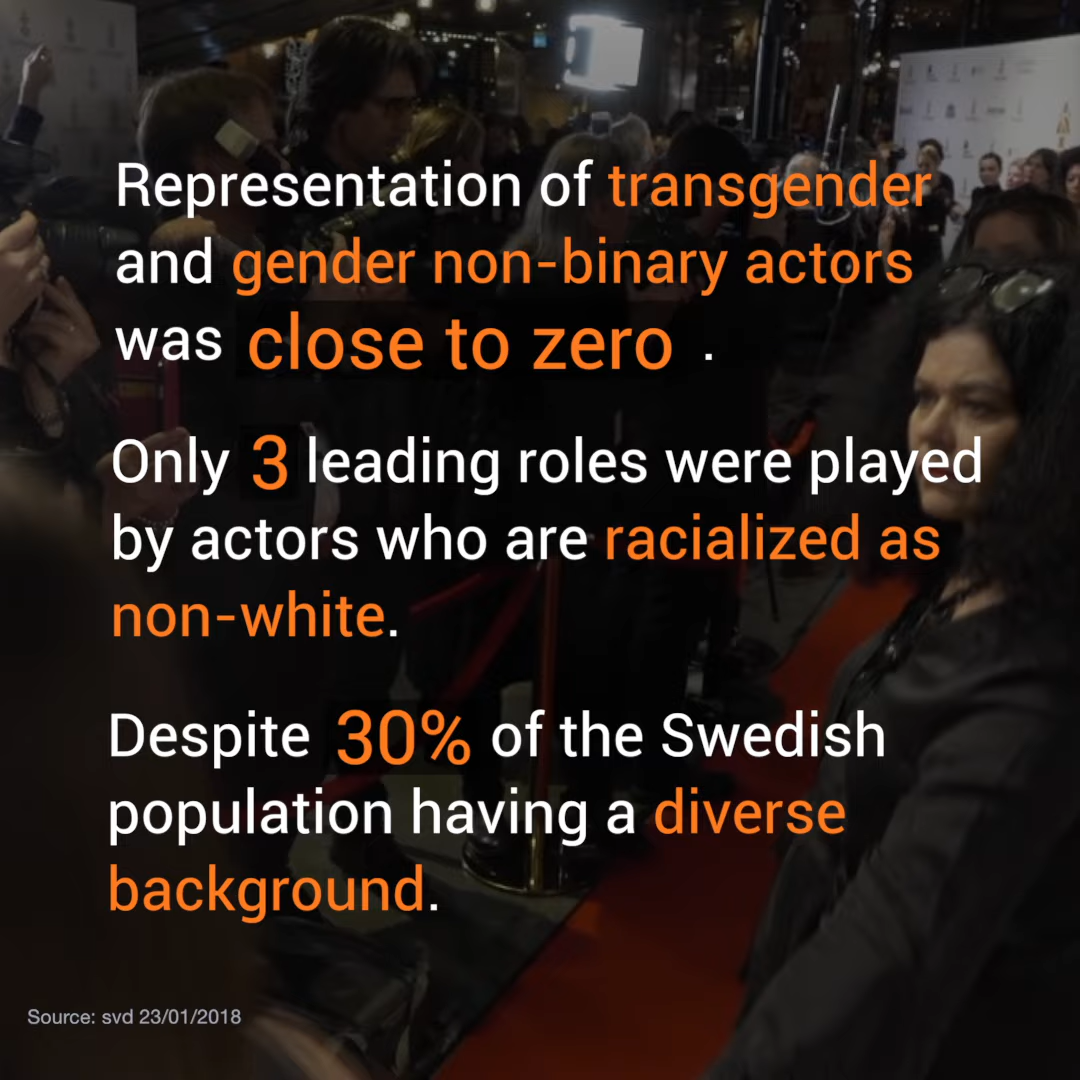 Representation of transgender
and gender non-binary actors
was close to zero .
Only 3 leading roles were played
by actors who are racialized as
non-white.
Despite 30% of the Swedish
population having a diverse
background.
Source: svd 23/01/2018